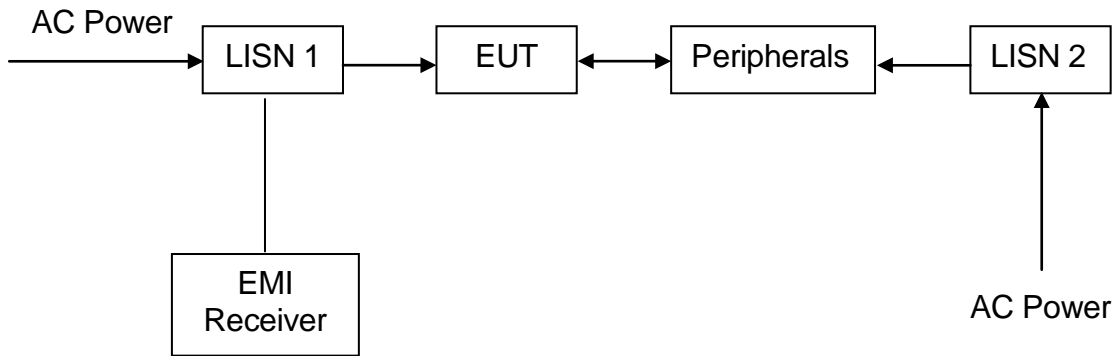 AC Power
LISN 1
EUT
Peripherals
LISN 2
EMI
Receiver
AC Power